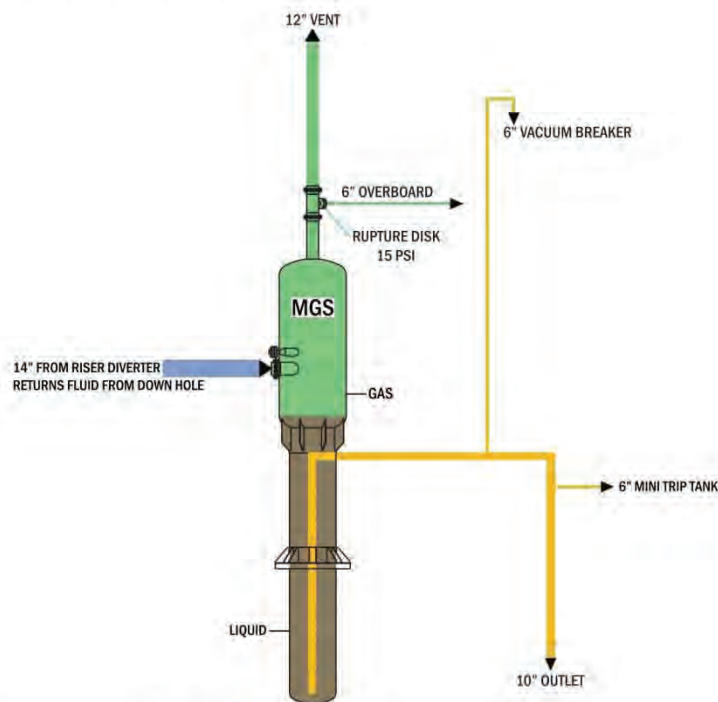 12" VENT
6" VACUUM BREAKER
6" OVERBOARD
RUPTURE DISK
15 PSI
MGS
14" FROM RISER DIVERTER
RETURNS FLUID FROM DOWN HOLE
GAS
6" MINI TRIP TANK
LIQUID
10" OUTLET